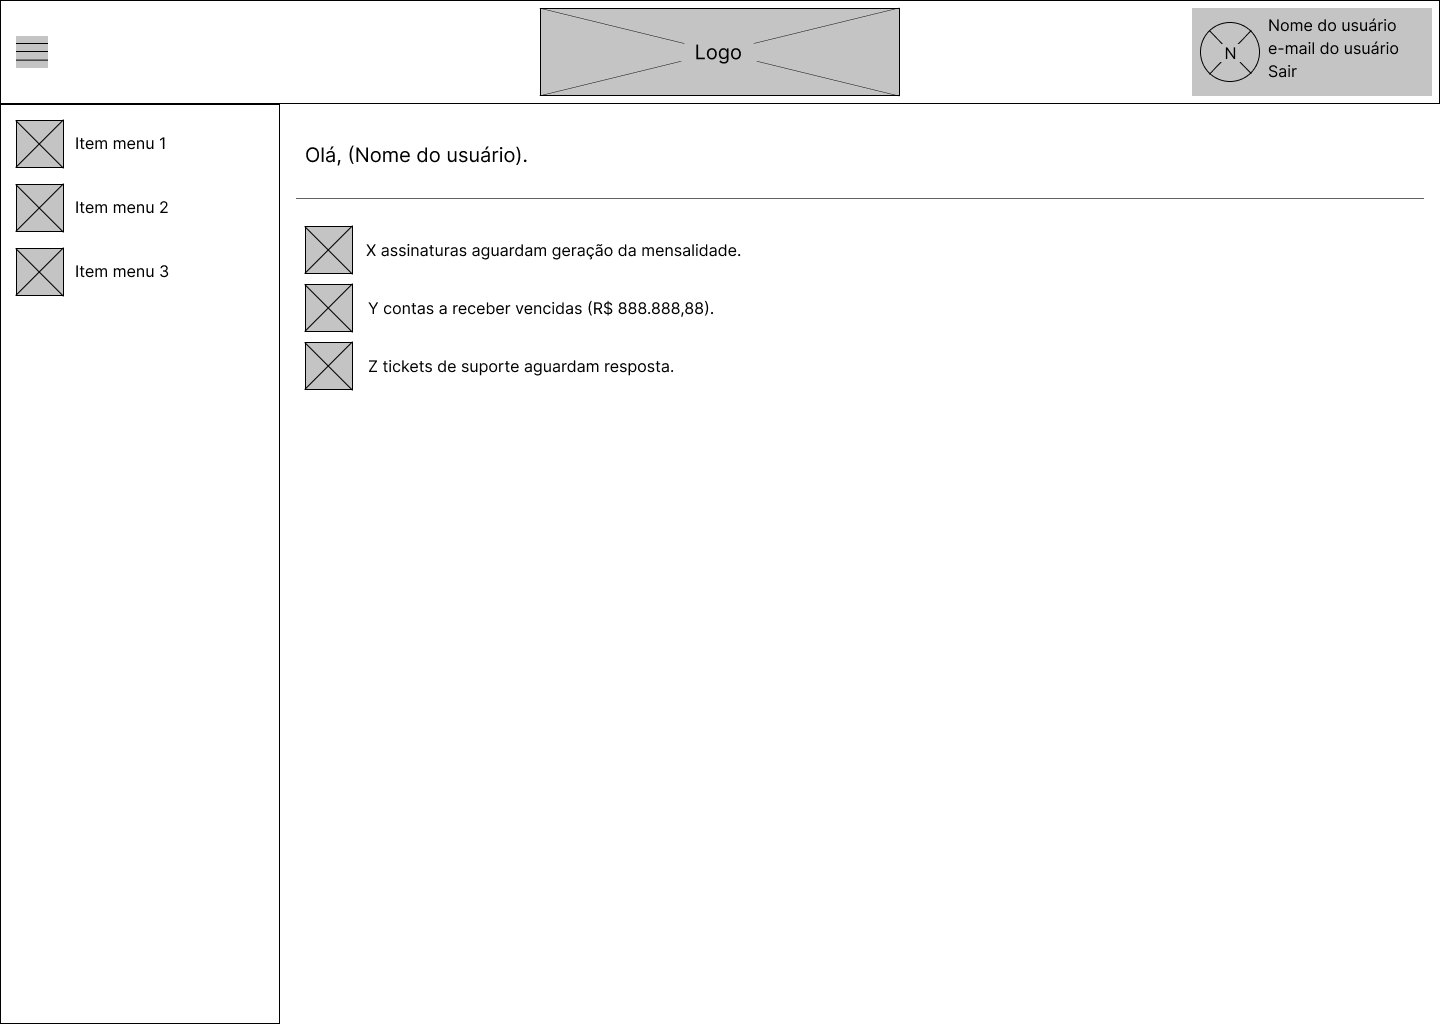 Logo
Nome do usuário
N
e-mail do usuário
Sair
Item menu 1
Item menu 2
Item menu 3
Olá, (Nome do usuário).
X assinaturas aguardam geração da mensalidade.
Y contas a receber vencidas (R$ 888.888,88).
Z tickets de suporte aguardam resposta.